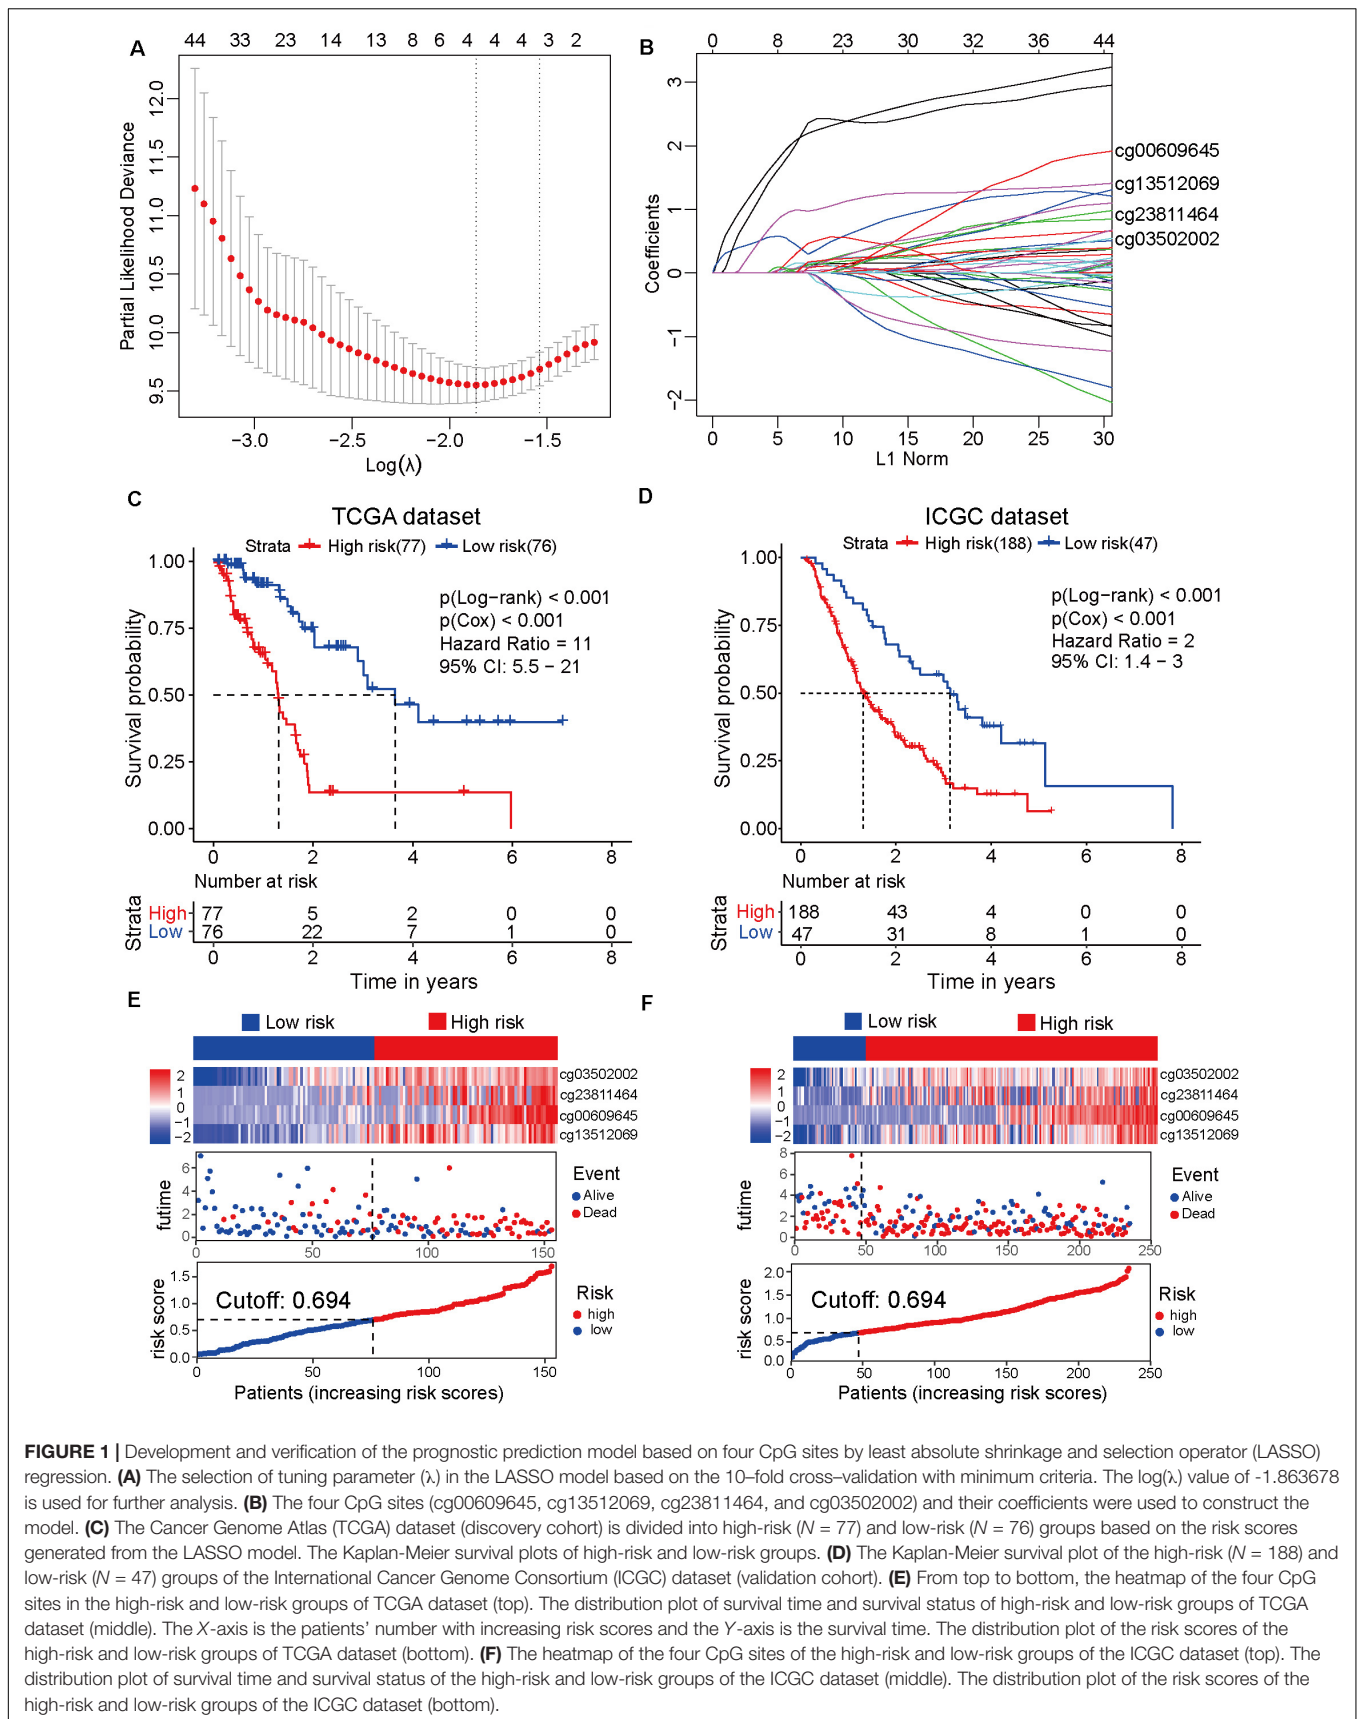 A
44 33 23 14 13 8 6 4 4 4 3 2
Partial Likelihood Deviance
12.0
11.5
11.0
10.5
10.0
9.5
−3.0 −2.5 −2.0 −1.5
Log(λ)
B
0 8 23 30 32 36 44
Coefficients
3
2
1
0
−1
−2
cg00609645
cg13512069
cg23811464
cg03502002
0 5 10 15 20 25 30
L1 Norm
C
TCGA dataset
Strata High risk(77) Low risk(76)
Survival probability
1.00
0.75
0.50
0.25
0.00
p(Log−rank) < 0.001
p(Cox) < 0.001
Hazard Ratio = 11
95% CI: 5.5 − 21
0 2 4 6 8
Number at risk
Strata
High 77 5 2 0 0
Low 76 22 7 1 0
0 2 4 6 8
Time in years
D
ICGC dataset
Strata High risk(188) Low risk(47)
Survival probability
1.00
0.75
0.50
0.25
0.00
p(Log−rank) < 0.001
p(Cox) < 0.001
Hazard Ratio = 2
95% CI: 1.4 − 3
0 2 4 6 8
Number at risk
Strata
High 188 43 4 0 0
Low 47 31 8 1 0
0 2 4 6 8
Time in years
E
Low risk High risk
2
1
0
−1
−2
cg03502002
cg23811464
cg00609645
cg13512069
futime
6
4
2
0
0 50 100 150
Event
Alive
Dead
risk score
1.5
1.0
0.5
0.0
Cutoff: 0.694
Risk
high
low
0 50 100 150
Patients (increasing risk scores)
F
Low risk High risk
2
1
0
−1
−2
cg03502002
cg23811464
cg00609645
cg13512069
futime
8
6
4
2
0
0 50 100 150 200 250
Event
Alive
Dead
risk score
2.0
1.5
1.0
0.5
0.0
Cutoff: 0.694
Risk
high
low
0 50 100 150 200 250
Patients (increasing risk scores)
FIGURE 1 | Development and verification of the prognostic prediction model based on four CpG sites by least absolute shrinkage and selection operator (LASSO)
regression. (A) The selection of tuning parameter (λ) in the LASSO model based on the 10–fold cross–validation with minimum criteria. The log(λ) value of -1.863678
is used for further analysis. (B) The four CpG sites (cg00609645, cg13512069, cg23811464, and cg03502002) and their coefficients were used to construct the
model. (C) The Cancer Genome Atlas (TCGA) dataset (discovery cohort) is divided into high-risk (N = 77) and low-risk (N = 76) groups based on the risk scores
generated from the LASSO model. The Kaplan-Meier survival plots of high-risk and low-risk groups. (D) The Kaplan-Meier survival plot of the high-risk (N = 188) and
low-risk (N = 47) groups of the International Cancer Genome Consortium (ICGC) dataset (validation cohort). (E) From top to bottom, the heatmap of the four CpG
sites in the high-risk and low-risk groups of TCGA dataset (top). The distribution plot of survival time and survival status of high-risk and low-risk groups of TCGA
dataset (middle). The X-axis is the patients' number with increasing risk scores and the Y-axis is the survival time. The distribution plot of the risk scores of the
high-risk and low-risk groups of TCGA dataset (bottom). (F) The heatmap of the four CpG sites of the high-risk and low-risk groups of the ICGC dataset (top). The
distribution plot of survival time and survival status of the high-risk and low-risk groups of the ICGC dataset (middle). The distribution plot of the risk scores of the
high-risk and low-risk groups of the ICGC dataset (bottom).